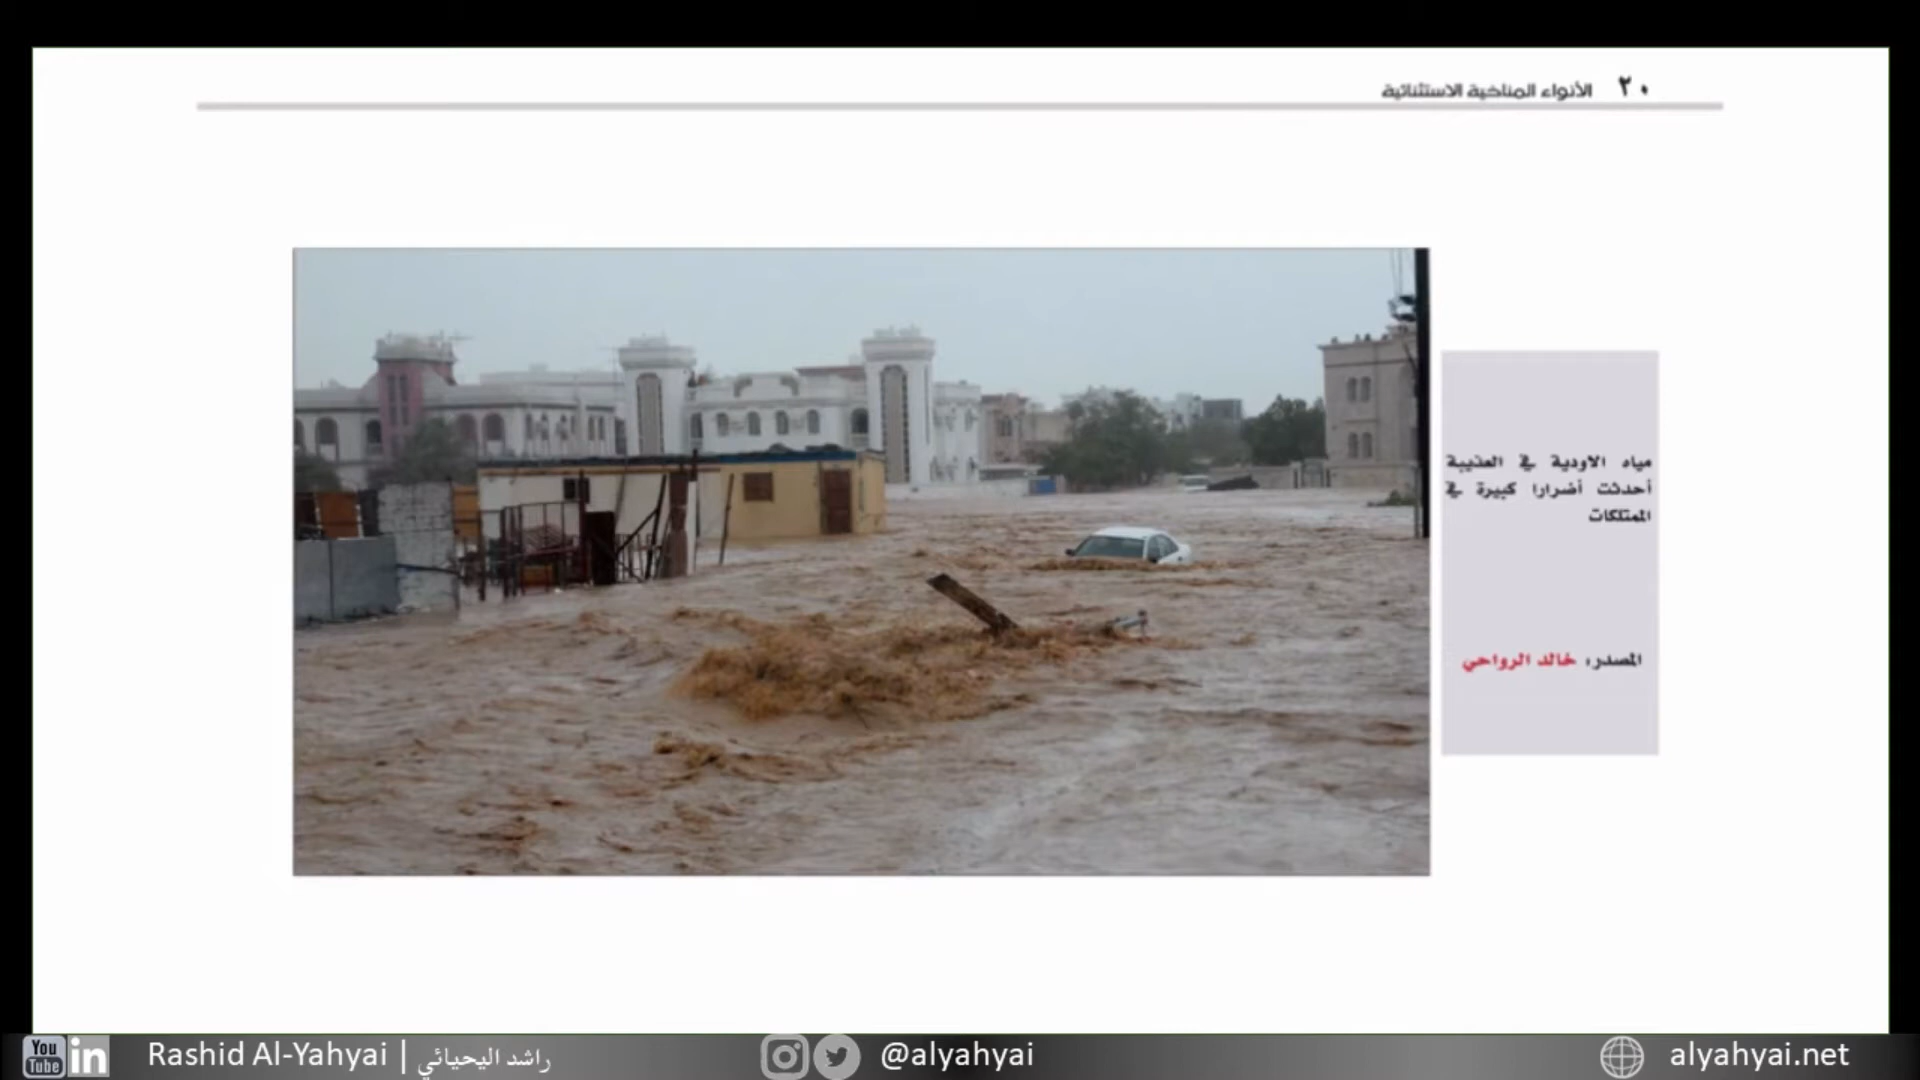 ٢٠ الأنواء المناخية الاستثنائية
مياه الاودية في العذيبة
أحدثت أضرارا كبيرة في
الممتلكات
المصدر: خالد الرواحي
You Tube in Rashid Al-Yahyai | راشد اليحيائي
@alyahyai
alyahyai.net